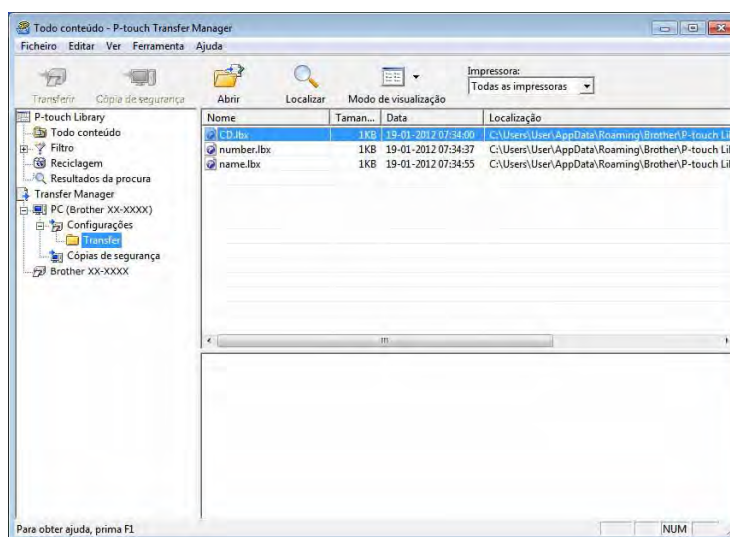 Todo conteúdo - P-touch Transfer Manager
Ficheiro Editar Ver Ferramenta Ajuda
Transferir Cópia de segurança Abrir Localizar Modo de visualização
Impressora:
Todas as impressoras
P-touch Library
Todo conteúdo
Filtro
Reciclagem
Resultados da procura
Transfer Manager
PC (Brother XX-XXXX)
Configurações
Transfer
Cópias de segurança
Brother XX-XXXX
Nome Taman... Data Localização
CD.lbx 1KB 19-01-2012 07:34:00 C:\Users\User\AppData\Roaming\Brother\P-touch Li
number.lbx 1KB 19-01-2012 07:34:37 C:\Users\User\AppData\Roaming\Brother\P-touch Li
name.lbx 1KB 19-01-2012 07:34:55 C:\Users\User\AppData\Roaming\Brother\P-touch Li
Para obter ajuda, prima F1
NUM